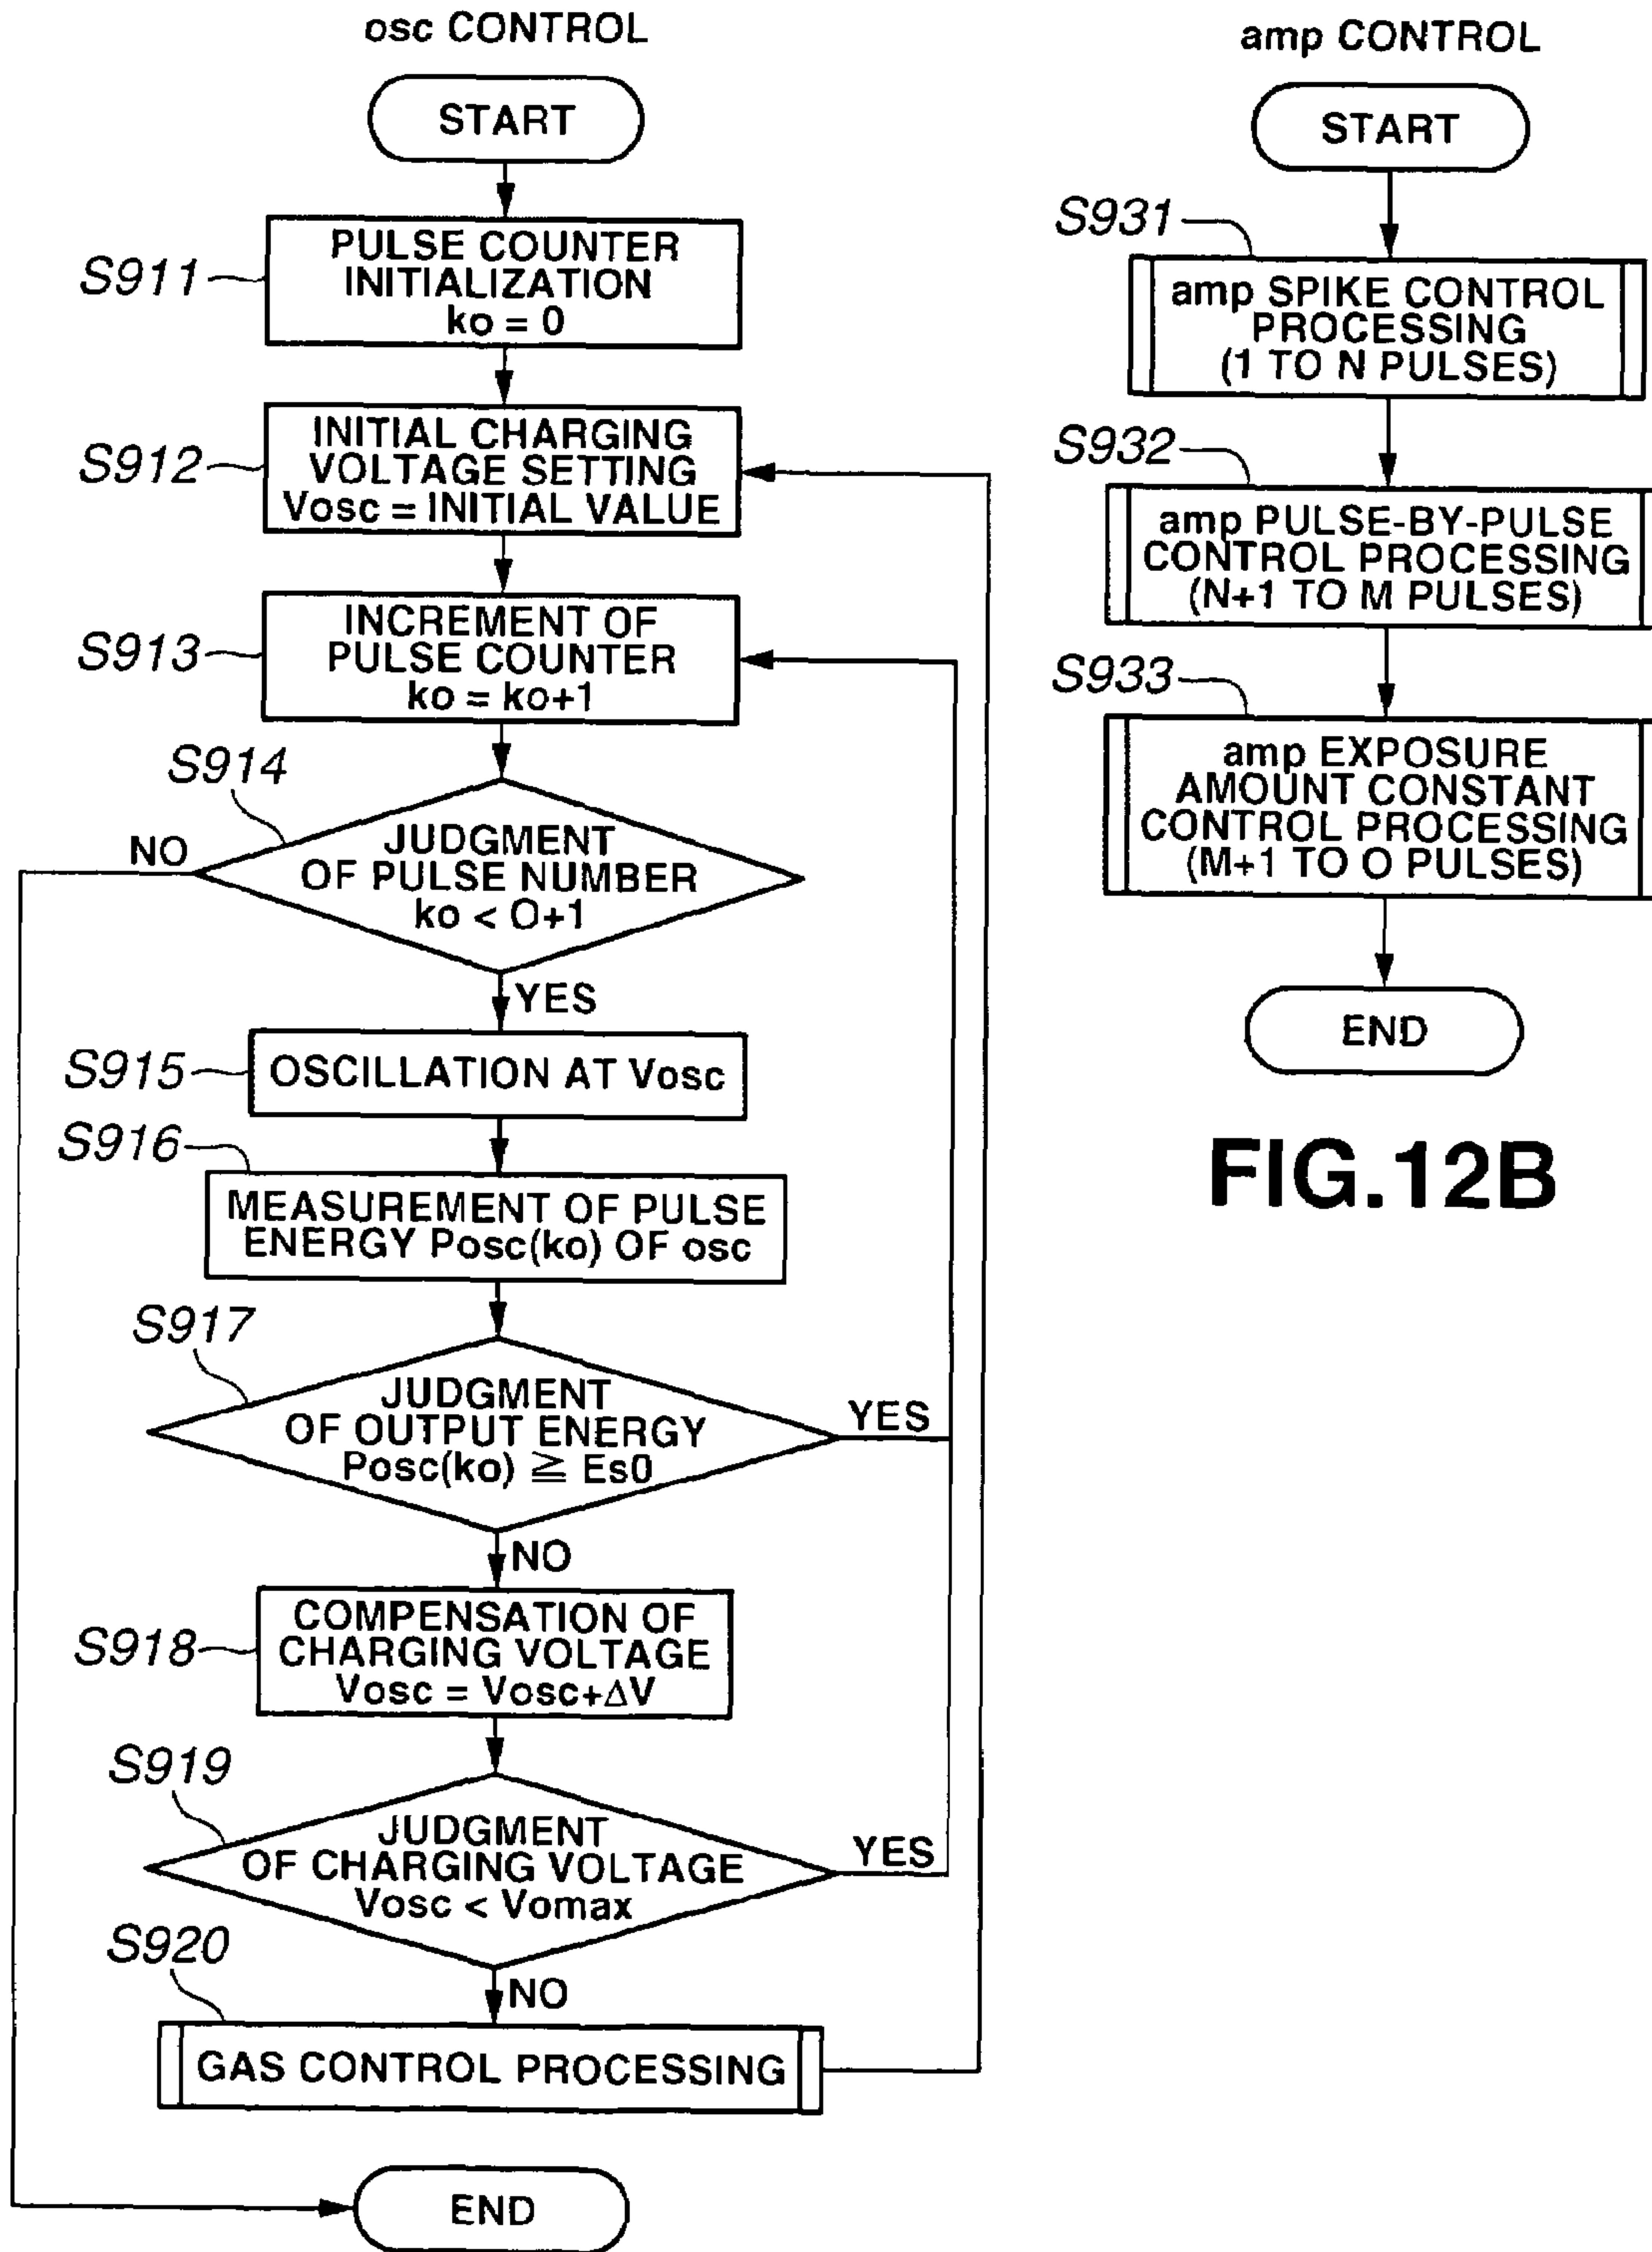 osc CONTROL
START
S911
PULSE COUNTER
INITIALIZATION
ko = 0
S912
INITIAL CHARGING
VOLTAGE SETTING
Vosc = INITIAL VALUE
S913
INCREMENT OF
PULSE COUNTER
ko = ko+1
S914
NO
JUDGMENT
OF PULSE NUMBER
ko < O+1
YES
S915
OSCILLATION AT Vosc
S916
MEASUREMENT OF PULSE
ENERGY Posc(ko) OF osc
S917
JUDGMENT
OF OUTPUT ENERGY
Posc(ko) ≧ Es0
YES
NO
S918
COMPENSATION OF
CHARGING VOLTAGE
Vosc = Vosc+ΔV
S919
JUDGMENT
OF CHARGING VOLTAGE
Vosc < Vomax
YES
NO
S920
GAS CONTROL PROCESSING
END
amp CONTROL
START
S931
amp SPIKE CONTROL
PROCESSING
(1 TO N PULSES)
S932
amp PULSE-BY-PULSE
CONTROL PROCESSING
(N+1 TO M PULSES)
S933
amp EXPOSURE
AMOUNT CONSTANT
CONTROL PROCESSING
(M+1 TO O PULSES)
END
FIG.12B